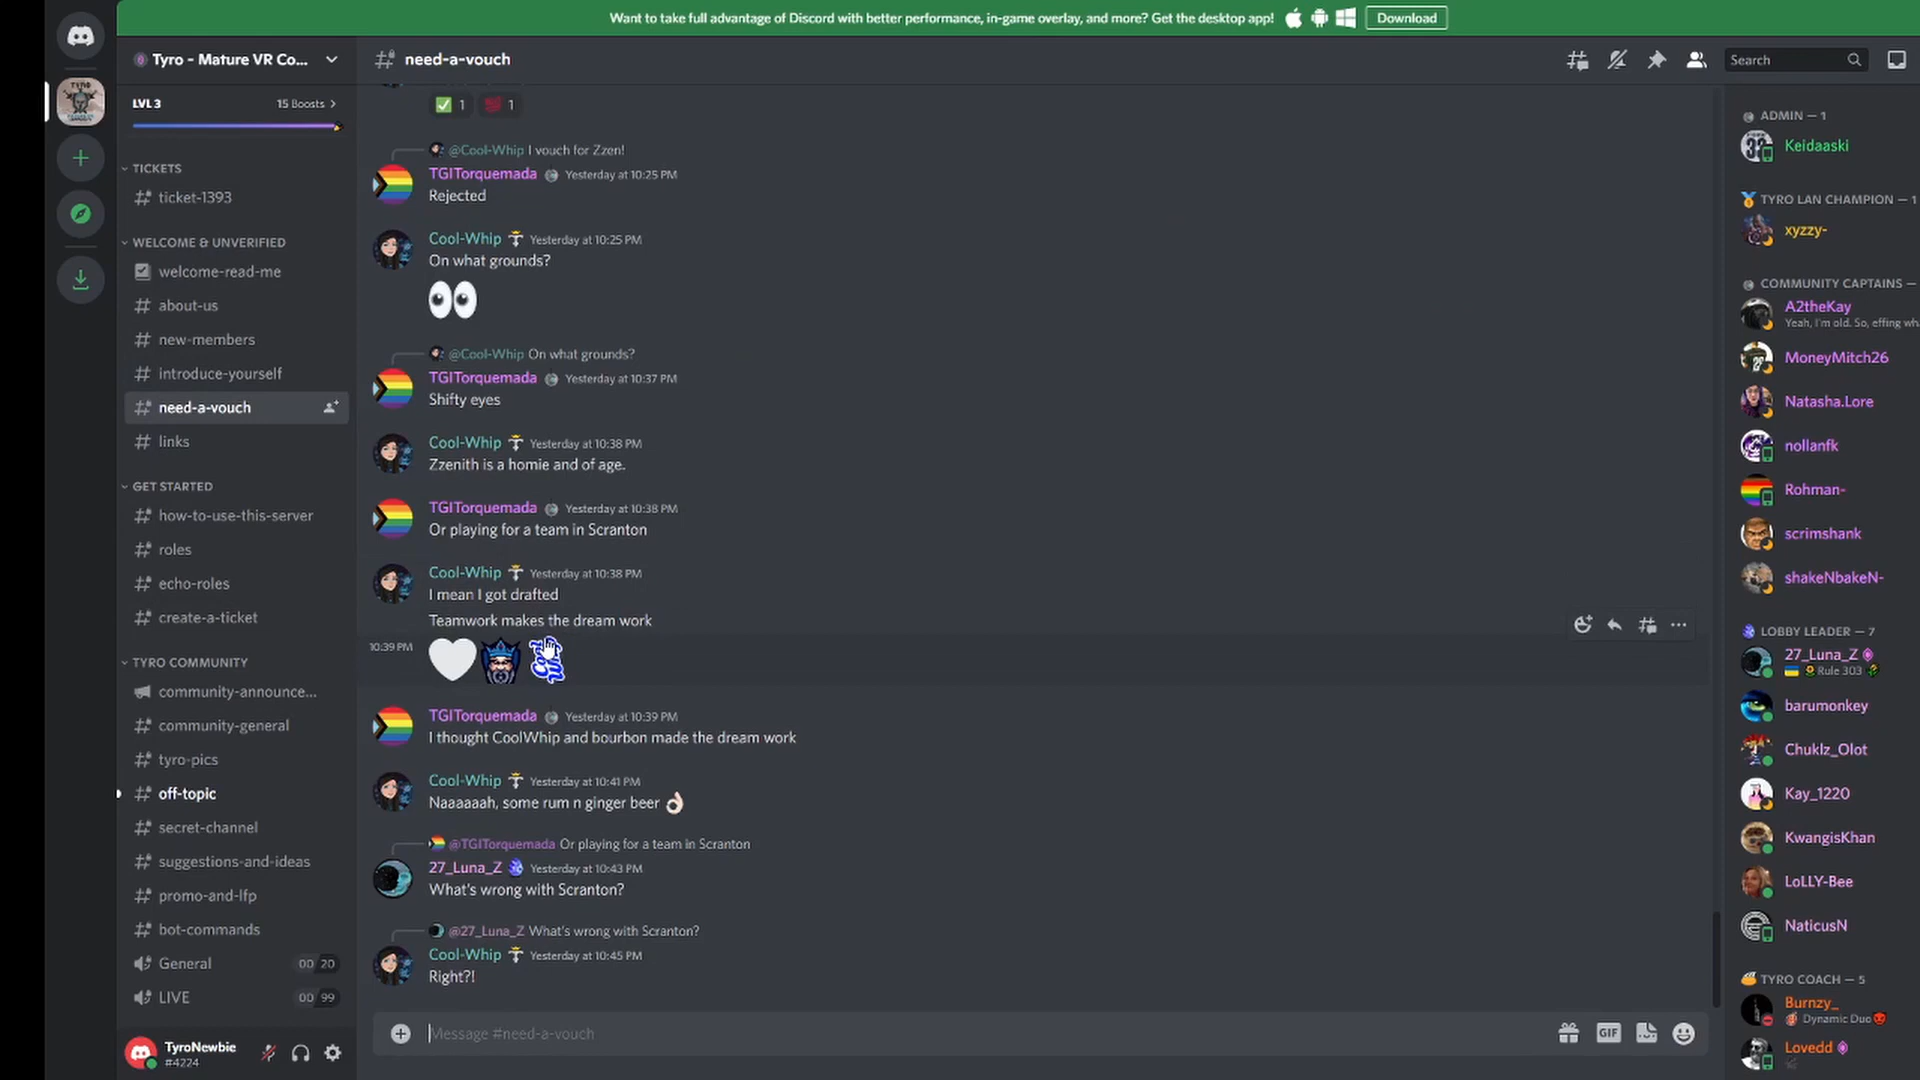 Want to take full advantage of Discord with better performance, in-game overlay, and more? Get the desktop app!
Download
Tyro - Mature VR Co...
LVL 3
15 Boosts
TICKETS
ticket-1393
WELCOME & UNVERIFIED
welcome-read-me
about-us
new-members
introduce-yourself
need-a-vouch
links
GET STARTED
how-to-use-this-server
roles
echo-roles
create-a-ticket
TYRO COMMUNITY
community-announce...
community-general
tyro-pics
off-topic
secret-channel
suggestions-and-ideas
promo-and-lfp
bot-commands
General
00 20
LIVE
00 99
TyroNewbie
#4224
need-a-vouch
Search
1 1
@Cool-Whip I vouch for Zzen!
TGITorquemada Yesterday at 10:25 PM
Rejected
Cool-Whip Yesterday at 10:25 PM
On what grounds?
@Cool-Whip On what grounds?
TGITorquemada Yesterday at 10:37 PM
Shifty eyes
Cool-Whip Yesterday at 10:38 PM
Zzenith is a homie and of age.
TGITorquemada Yesterday at 10:38 PM
Or playing for a team in Scranton
Cool-Whip Yesterday at 10:38 PM
I mean I got drafted
Teamwork makes the dream work
10:39 PM
TGITorquemada Yesterday at 10:39 PM
I thought CoolWhip and bourbon made the dream work
Cool-Whip Yesterday at 10:41 PM
Naaaaaah, some rum n ginger beer
@TGITorquemada Or playing for a team in Scranton
27_Luna_Z Yesterday at 10:43 PM
What's wrong with Scranton?
@27_Luna_Z What's wrong with Scranton?
Cool-Whip Yesterday at 10:45 PM
Right?!
Message #need-a-vouch
GIF
ADMIN — 1
Keidaaski
TYRO LAN CHAMPION — 1
xyzzy-
COMMUNITY CAPTAINS —
A2theKay
Yeah, I'm old. So, effing wh
MoneyMitch26
Natasha.Lore
nollanfk
Rohman-
scrimshank
shakeNbakeN-
LOBBY LEADER — 7
27_Luna_Z
Rule 303
barumonkey
Chuklz_Olot
Kay_1220
KwangisKhan
LoLLY-Bee
NaticusN
TYRO COACH — 5
Burnzy_
Dynamic Duo
Lovedd